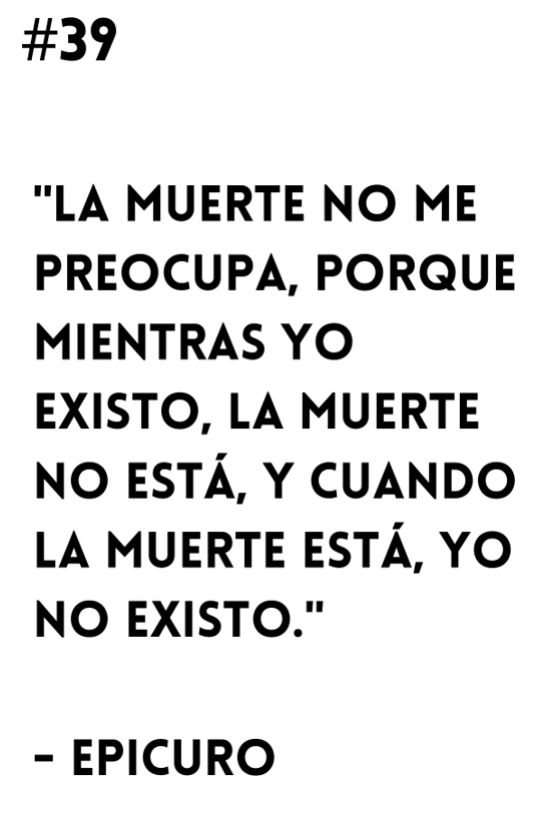 #39
"LA MUERTE NO ME
PREOCUPA, PORQUE
MIENTRAS YO
EXISTO, LA MUERTE
NO ESTÁ, Y CUANDO
LA MUERTE ESTÁ, YO
NO EXISTO."
- EPICURO